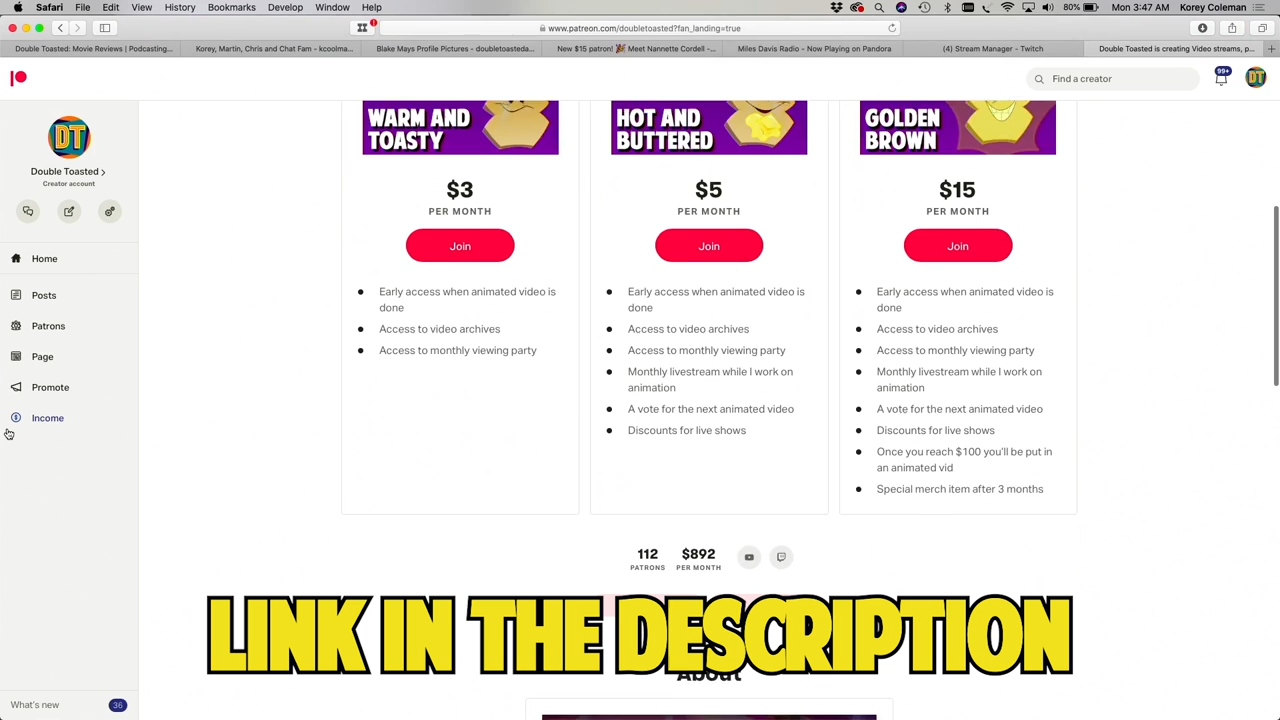 Safari File Edit View History Bookmarks Develop Window Help
Mon 3:47 AM Korey Coleman
80%
www.patreon.com/doubletoasted?fan_landing=true
Double Toasted: Movie Reviews | Podcasting...
Korey, Martin, Chris and Chat Fam - kcoolma...
Blake Mays Profile Pictures - doubletoasteda...
New $15 patron! 🎉 Meet Nannette Cordell -...
Miles Davis Radio - Now Playing on Pandora
(4) Stream Manager - Twitch
Double Toasted is creating Video streams, p...
Find a creator
99+
DT
Double Toasted
Creator account
Home
Posts
Patrons
Page
Promote
Income
What's new 36
WARM AND
TOASTY
$3
PER MONTH
Join
Early access when animated video is
done
Access to video archives
Access to monthly viewing party
HOT AND
BUTTERED
$5
PER MONTH
Join
Early access when animated video is
done
Access to video archives
Access to monthly viewing party
Monthly livestream while I work on
animation
A vote for the next animated video
Discounts for live shows
GOLDEN
BROWN
$15
PER MONTH
Join
Early access when animated video is
done
Access to video archives
Access to monthly viewing party
Monthly livestream while I work on
animation
A vote for the next animated video
Discounts for live shows
Once you reach $100 you'll be put in
an animated vid
Special merch item after 3 months
112
PATRONS
$892
PER MONTH
LINK IN THE DESCRIPTION
About